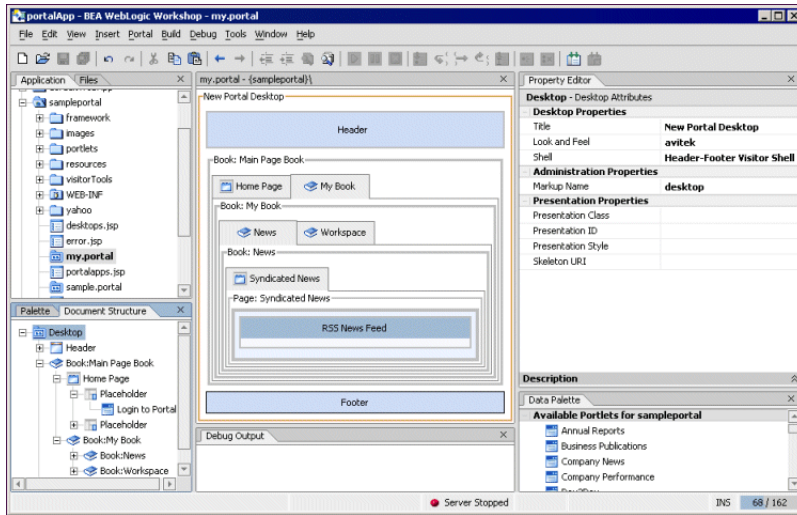 portalApp - BEA WebLogic Workshop - my.portal
File Edit View Insert Portal Build Debug Tools Window Help
Application Files
sampleportal
framework
images
portlets
resources
visitorTools
WEB-INF
yahoo
desktops.jsp
error.jsp
my.portal
portalapps.jsp
sample.portal
Palette Document Structure
Desktop
Header
Book:Main Page Book
Home Page
Placeholder
Login to Portal
Placeholder
Book:My Book
Book:News
Book:Workspace
my.portal - {sampleportal}\
New Portal Desktop
Header
Book: Main Page Book
Home Page My Book
Book: My Book
News Workspace
Book: News
Syndicated News
Page: Syndicated News
RSS News Feed
Footer
Debug Output
Property Editor
Desktop - Desktop Attributes
Desktop Properties
Title New Portal Desktop
Look and Feel avitek
Shell Header-Footer Visitor Shell
Administration Properties
Markup Name desktop
Presentation Properties
Presentation Class
Presentation ID
Presentation Style
Skeleton URI
Description
Data Palette
Available Portlets for sampleportal
Annual Reports
Business Publications
Company News
Company Performance
Server Stopped INS 68 / 162